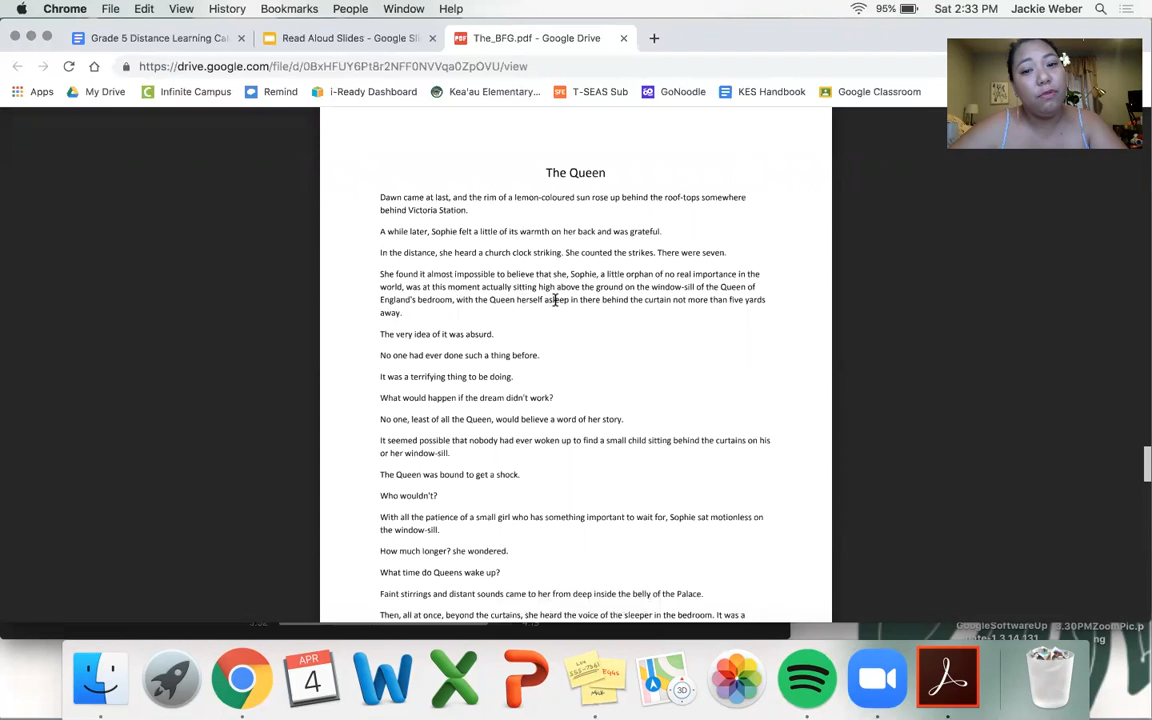 Chrome File Edit View History Bookmarks People Window Help 95% Sat 2:33 PM Jackie Weber
Grade 5 Distance Learning Cal Read Aloud Slides - Google Sli The_BFG.pdf - Google Drive
https://drive.google.com/file/d/0BxHFUY6Pt8r2NFF0NVVqa0ZpOVU/view
Apps My Drive Infinite Campus Remind i-Ready Dashboard Kea'au Elementary... T-SEAS Sub GoNoodle KES Handbook Google Classroom
The Queen
Dawn came at last, and the rim of a lemon-coloured sun rose up behind the roof-tops somewhere
behind Victoria Station.
A while later, Sophie felt a little of its warmth on her back and was grateful.
In the distance, she heard a church clock striking. She counted the strikes. There were seven.
She found it almost impossible to believe that she, Sophie, a little orphan of no real importance in the
world, was at this moment actually sitting high above the ground on the window-sill of the Queen of
England's bedroom, with the Queen herself asleep in there behind the curtain not more than five yards
away.
The very idea of it was absurd.
No one had ever done such a thing before.
It was a terrifying thing to be doing.
What would happen if the dream didn't work?
No one, least of all the Queen, would believe a word of her story.
It seemed possible that nobody had ever woken up to find a small child sitting behind the curtains on his
or her window-sill.
The Queen was bound to get a shock.
Who wouldn't?
With all the patience of a small girl who has something important to wait for, Sophie sat motionless on
the window-sill.
How much longer? she wondered.
What time do Queens wake up?
Faint stirrings and distant sounds came to her from deep inside the belly of the Palace.
Then, all at once, beyond the curtains, she heard the voice of the sleeper in the bedroom. It was a
GoogleSoftwareUp 3.30PMZoomPic.p
date-1.3.14.131 ng
APR
4
3D